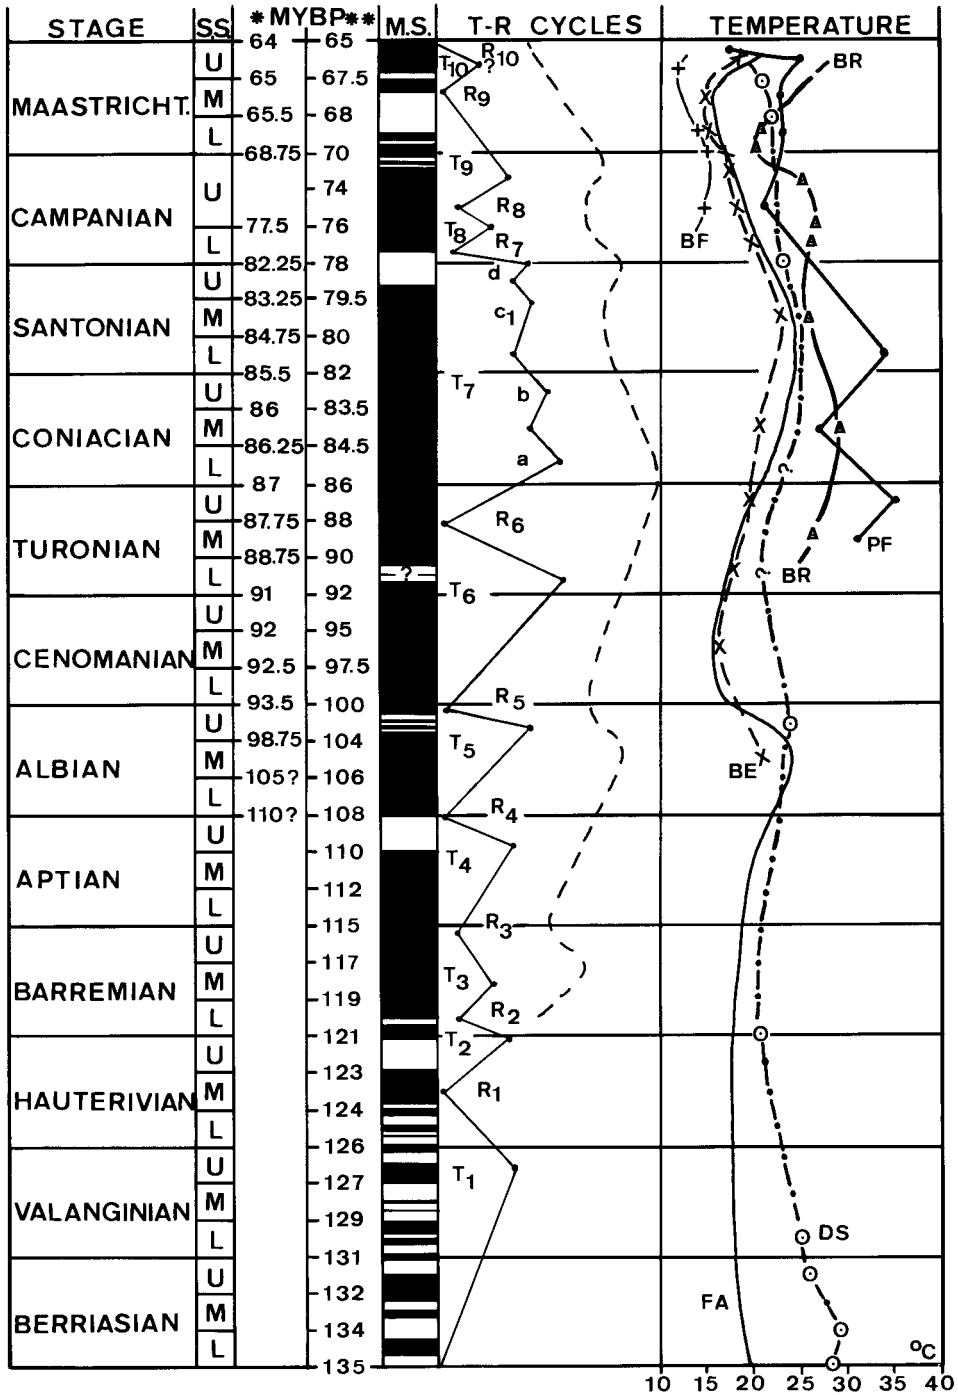 STAGE S.S. *MYBP** M.S. T-R CYCLES TEMPERATURE
64 65
U T10 ? R10 BR
65 67.5
MAASTRICHT. M R9
65.5 68
L
68.75 70
T9
U 74
CAMPANIAN R8
77.5 76
L T8 R7 BF
82.25 78
U d
83.25 79.5
SANTONIAN M c1
84.75 80
L
85.5 82
U T7 b
86 83.5
CONIACIAN M
86.25 84.5
L a ?
87 86
U
87.75 88 R6
TURONIAN M PF
88.75 90
L ? ? BR
91 92 T6
U
92 95
CENOMANIAN M
92.5 97.5
L R5
93.5 100
U
98.75 104 T5
ALBIAN M BE
105? 106
L R4
110? 108
U
110 T4
APTIAN M
112
L
115 R3
U
117
BARREMIAN M T3
119
L R2
121 T2
U
123
HAUTERIVIAN M R1
124
L
126
U T1
127
VALANGINIAN M
129
L DS
131
U
132 FA
BERRIASIAN M
134
L °C
135
10 15 20 25 30 35 40